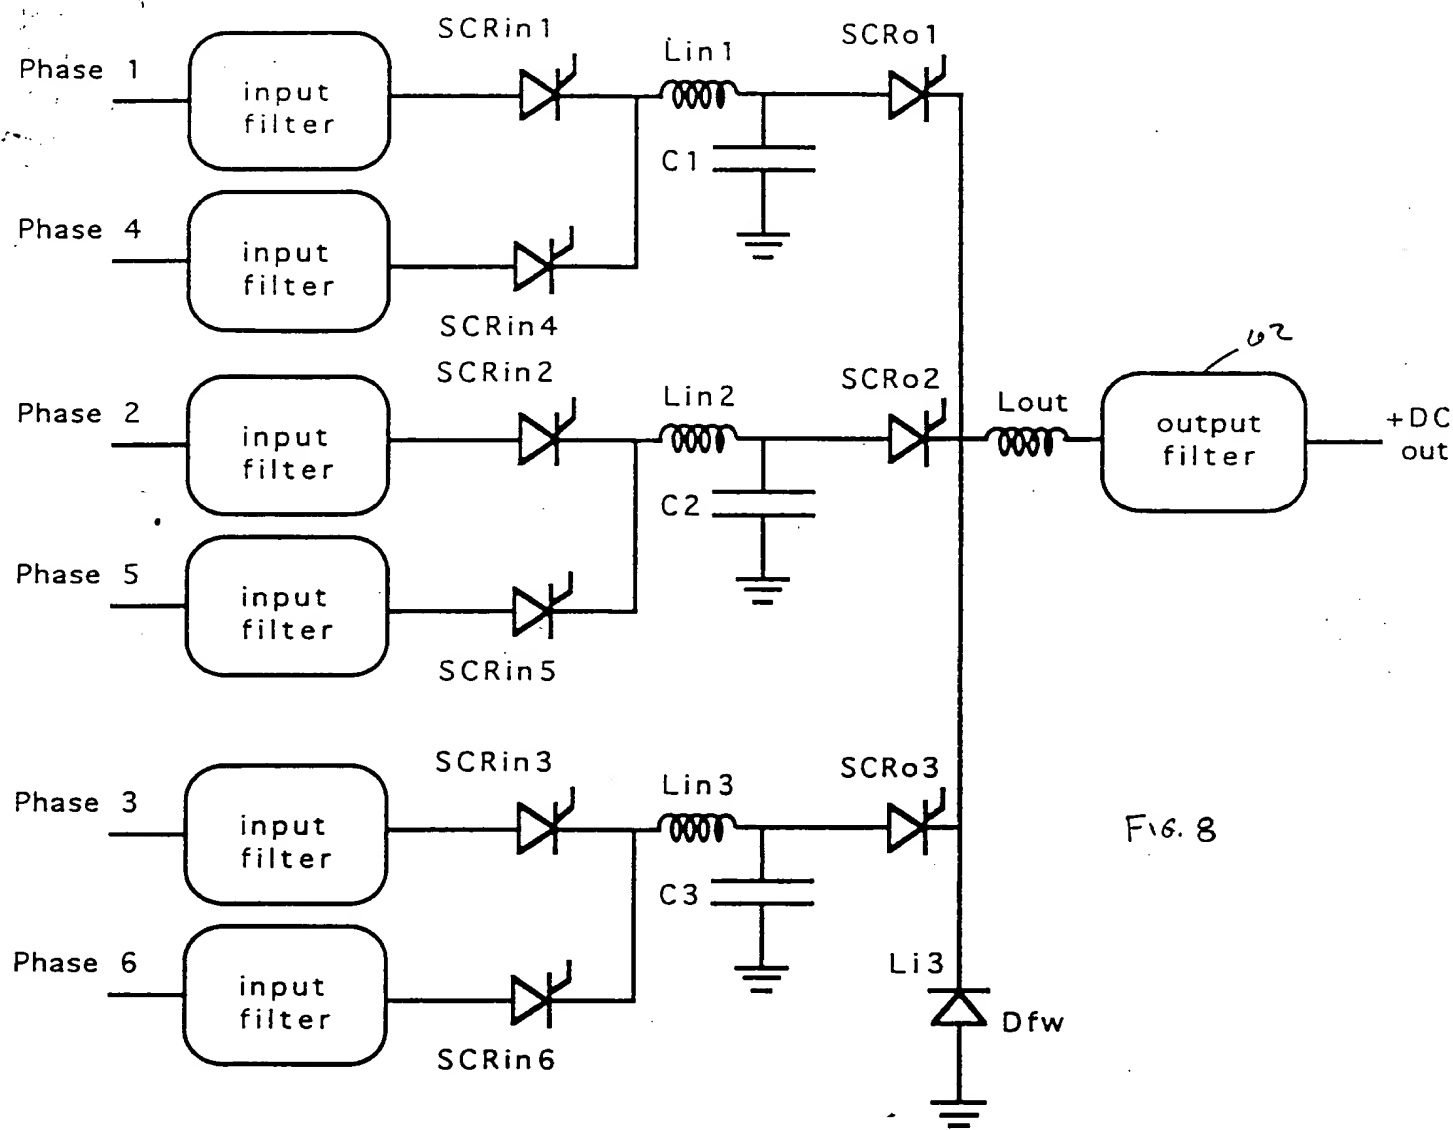 SCRin1
Lin1
SCRo1
Phase 1
input
filter
C1
Phase 4
input
filter
SCRin4
SCRin2
Lin2
SCRo2
Lout
62
Phase 2
input
filter
output
filter
+DC
out
C2
Phase 5
input
filter
SCRin5
SCRin3
Lin3
SCRo3
Phase 3
input
filter
FIG. 8
C3
Phase 6
input
filter
Li3
Dfw
SCRin6